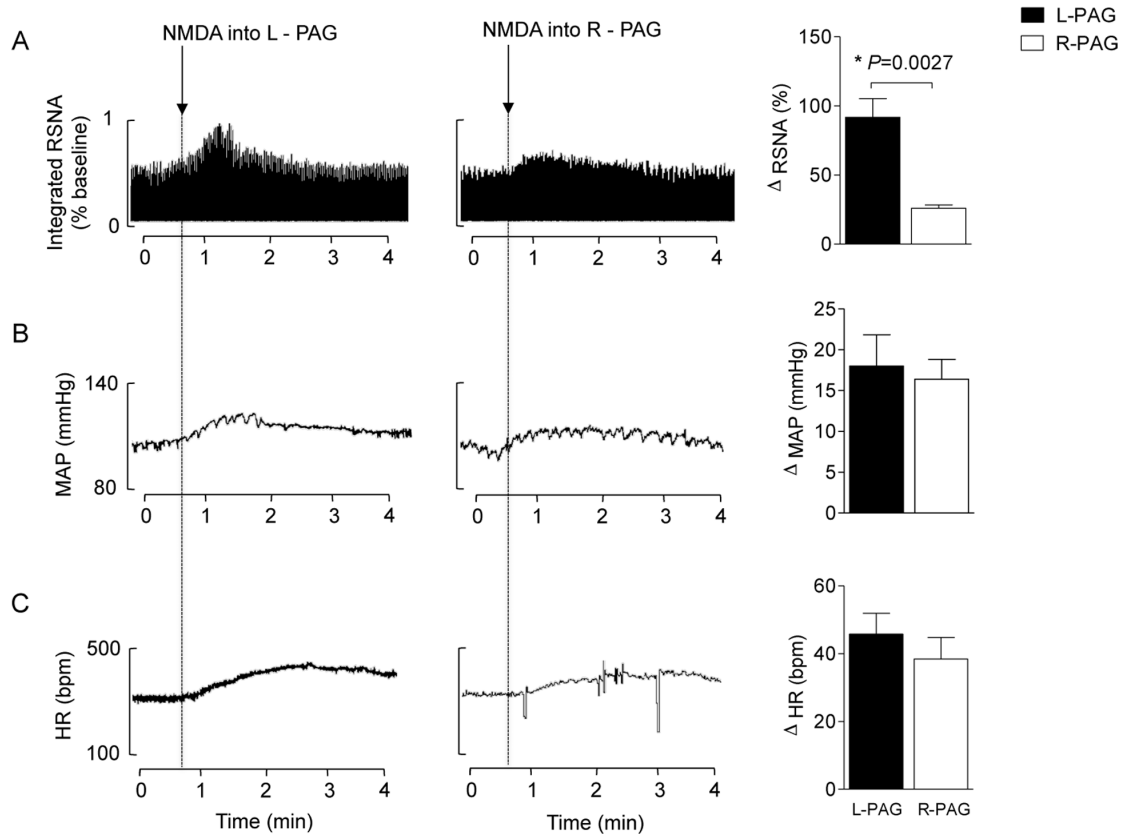 L-PAG
R-PAG
A
NMDA into L - PAG
NMDA into R - PAG
Integrated RSNA
(% baseline)
1
0
0 1 2 3 4
0 1 2 3 4
Δ RSNA (%)
150
100
50
0
* P=0.0027
B
MAP (mmHg)
140
80
0 1 2 3 4
0 1 2 3 4
Δ MAP (mmHg)
25
20
15
10
5
0
C
HR (bpm)
500
100
0 1 2 3 4
0 1 2 3 4
Time (min)
Time (min)
Δ HR (bpm)
60
40
20
0
L-PAG R-PAG